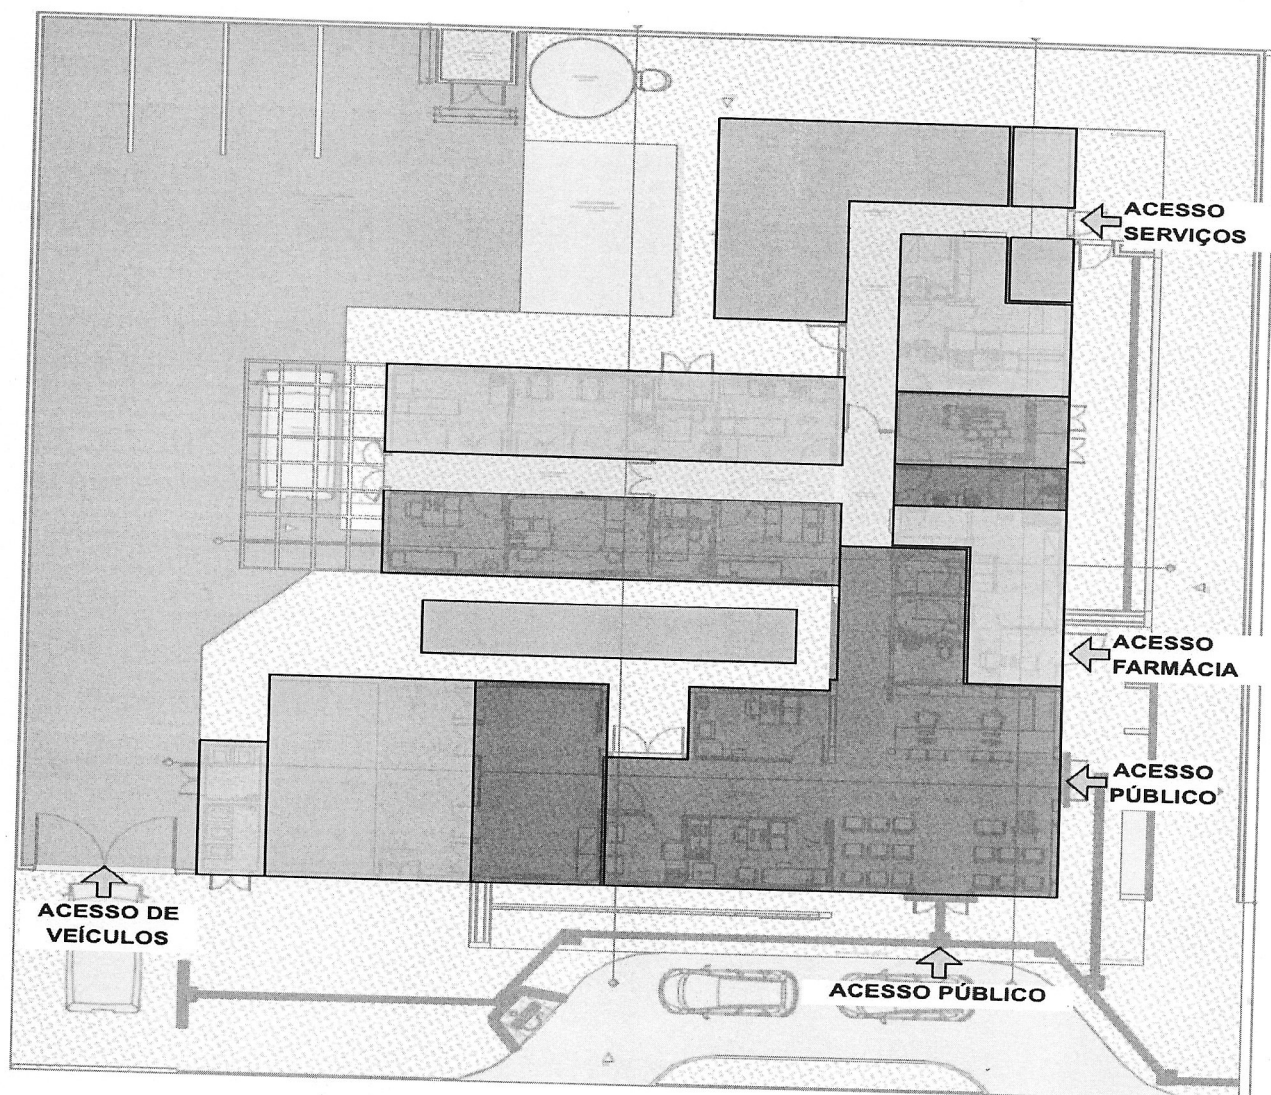 ACESSO
SERVIÇOS
ACESSO
FARMÁCIA
ACESSO
PÚBLICO
ACESSO DE
VEÍCULOS
ACESSO PÚBLICO